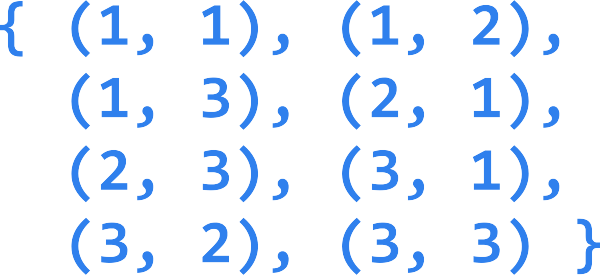 { (1, 1), (1, 2),
(1, 3), (2, 1),
(2, 3), (3, 1),
(3, 2), (3, 3) }